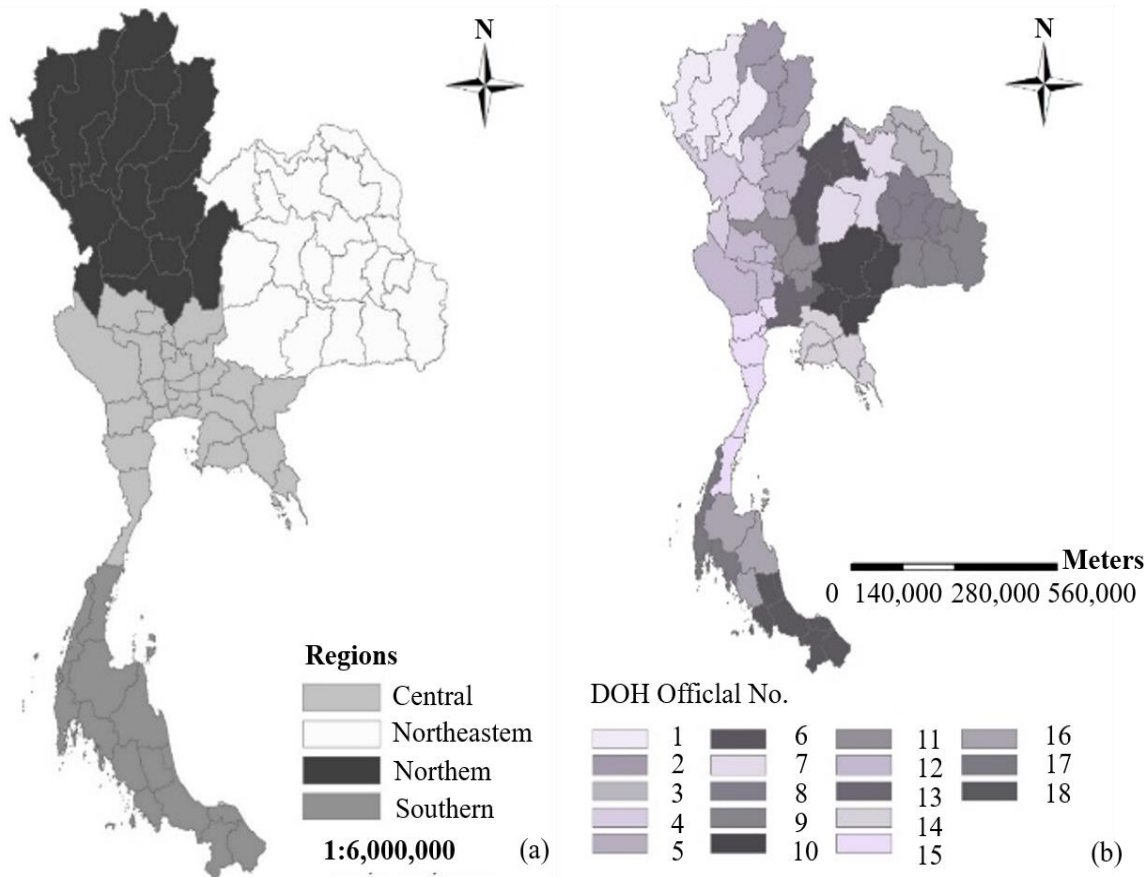 N
N
Regions
Central
Northeastem
Northem
Southern
1:6,000,000
(a)
Meters
0 140,000 280,000 560,000
DOH Officlal No.
1
2
3
4
5
6
7
8
9
10
11
12
13
14
15
16
17
18
(b)